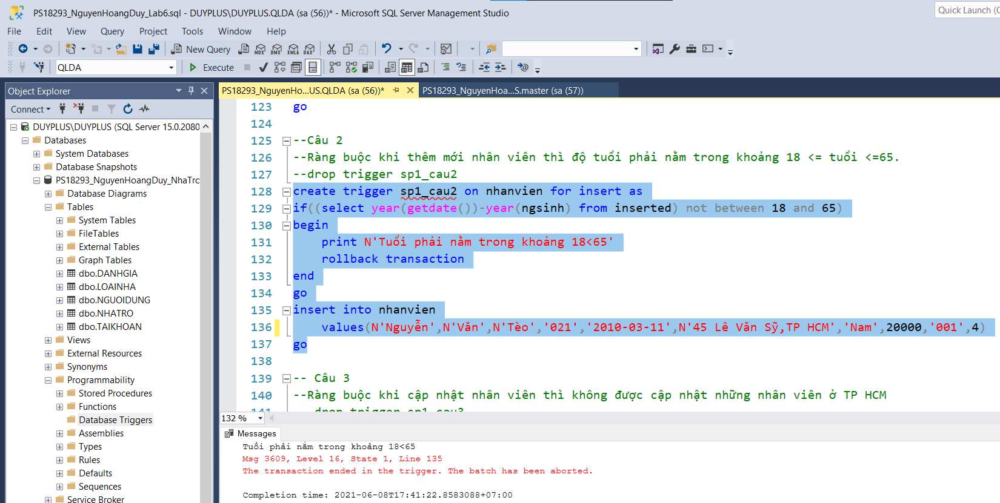 PS18293_NguyenHoangDuy_Lab6.sql - DUYPLUS\DUYPLUS.QLDA (sa (56))* - Microsoft SQL Server Management Studio
Quick Launch (C
File Edit View Query Project Tools Window Help
New Query MDX DMX XMLA DAX
QLDA Execute
Object Explorer
Connect
DUYPLUS\DUYPLUS (SQL Server 15.0.2080
Databases
System Databases
Database Snapshots
PS18293_NguyenHoangDuy_NhaTro
Database Diagrams
Tables
System Tables
FileTables
External Tables
Graph Tables
dbo.DANHGIA
dbo.LOAINHA
dbo.NGUOIDUNG
dbo.NHATRO
dbo.TAIKHOAN
Views
External Resources
Synonyms
Programmability
Stored Procedures
Functions
Database Triggers
Assemblies
Types
Rules
Defaults
Sequences
Service Broker
PS18293_NguyenHo...US.QLDA (sa (56))* PS18293_NguyenHoa...S.master (sa (57))
123 go
124
125 --Câu 2
126 --Ràng buộc khi thêm mới nhân viên thì độ tuổi phải nằm trong khoảng 18 <= tuổi <=65.
127 --drop trigger sp1_cau2
128 create trigger sp1_cau2 on nhanvien for insert as
129 if((select year(getdate())-year(ngsinh) from inserted) not between 18 and 65)
130 begin
131 print N'Tuổi phải nằm trong khoảng 18<65'
132 rollback transaction
133 end
134 go
135 insert into nhanvien
136 values(N'Nguyễn',N'Văn',N'Tèo','021','2010-03-11',N'45 Lê Văn Sỹ,TP HCM','Nam',20000,'001',4)
137 go
138
139 -- Câu 3
140 --Ràng buộc khi cập nhật nhân viên thì không được cập nhật những nhân viên ở TP HCM
141 drop trigger sp1_cau3
132 %
Messages
Tuổi phải nằm trong khoảng 18<65
Msg 3609, Level 16, State 1, Line 135
The transaction ended in the trigger. The batch has been aborted.
Completion time: 2021-06-08T17:41:22.8583088+07:00